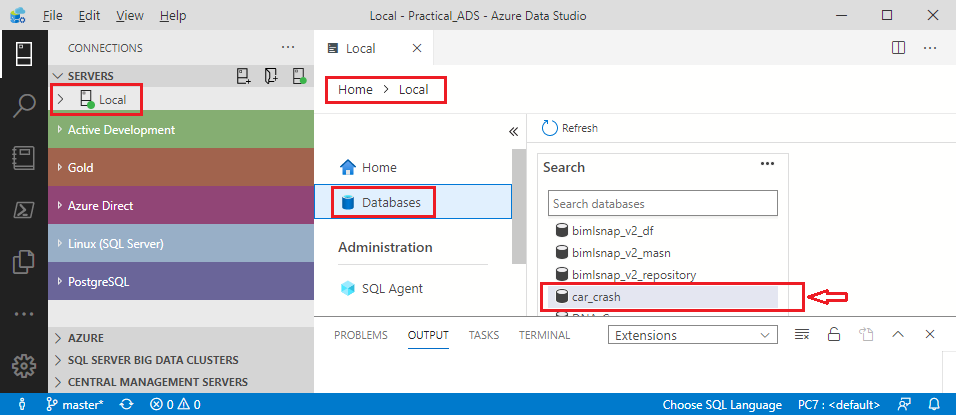 File Edit View Help Local - Practical_ADS - Azure Data Studio
CONNECTIONS
SERVERS
Local
Active Development
Gold
Azure Direct
Linux (SQL Server)
PostgreSQL
AZURE
SQL SERVER BIG DATA CLUSTERS
CENTRAL MANAGEMENT SERVERS
Local
Home > Local
Home
Databases
Administration
SQL Agent
Refresh
Search
Search databases
bimlsnap_v2_df
bimlsnap_v2_masn
bimlsnap_v2_repository
car_crash
PROBLEMS OUTPUT TASKS TERMINAL Extensions
master* 0 0 Choose SQL Language PC7 : <default>